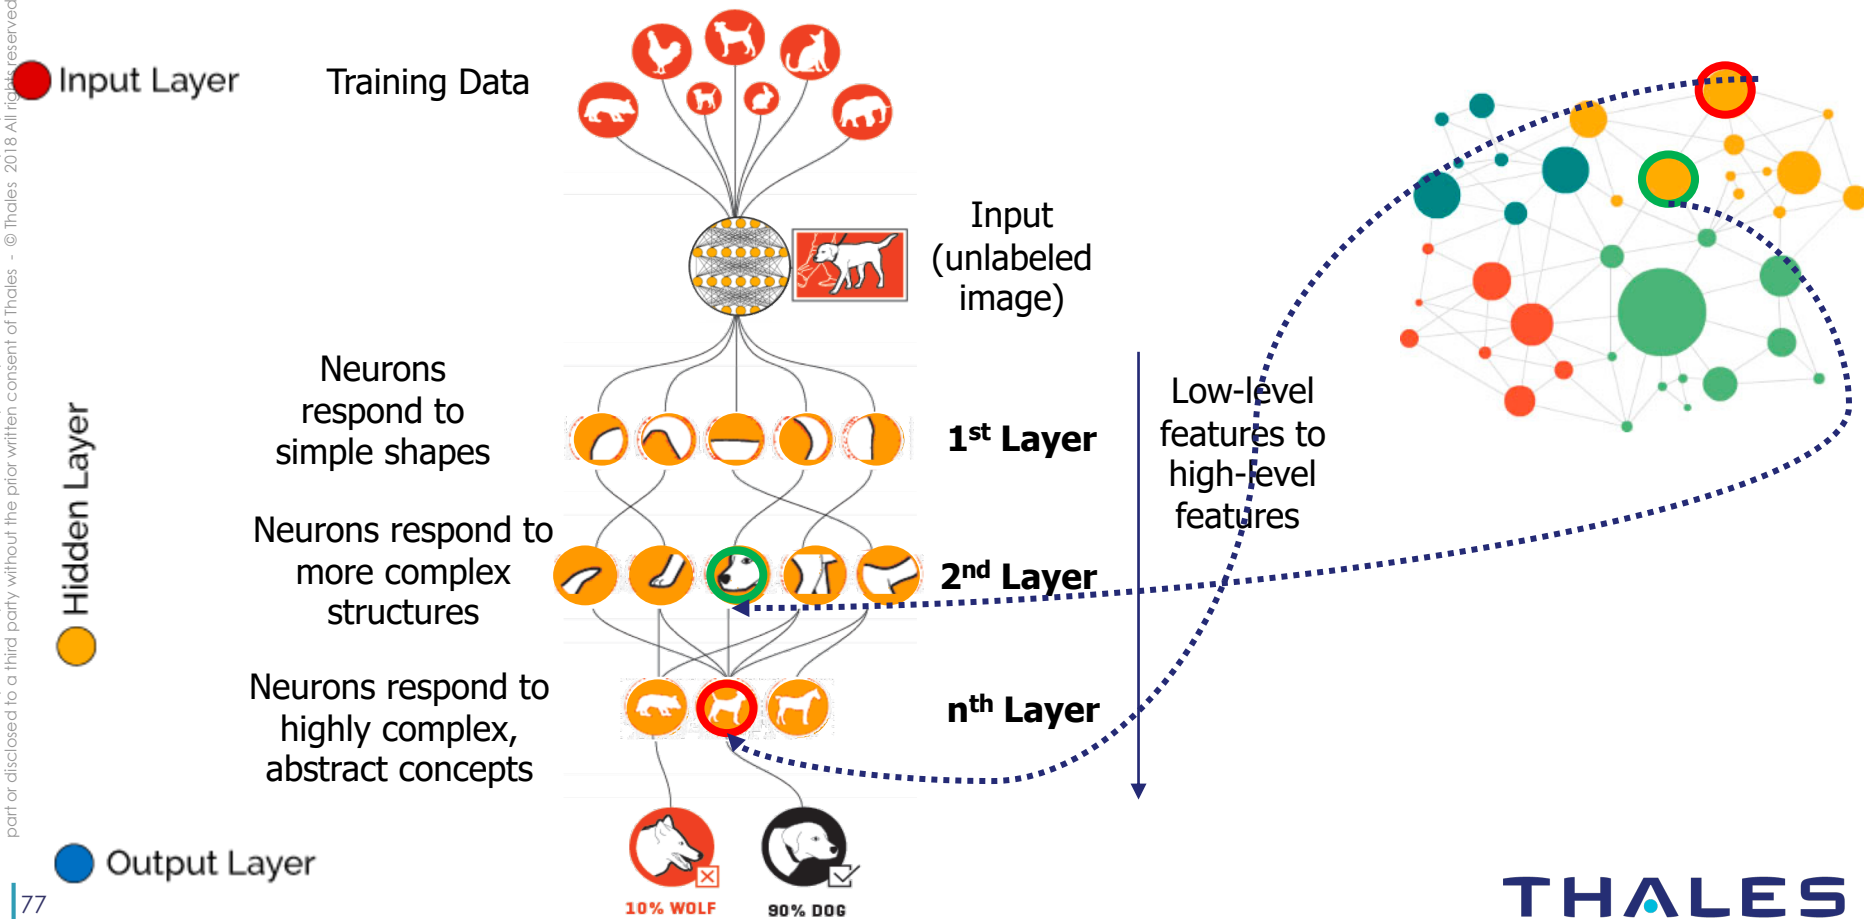 part or disclosed to a third party without the prior written consent of Thales - © Thales 2018 All rights reserved
Input Layer
Training Data
Input
(unlabeled
image)
Neurons
respond to
simple shapes
1st Layer
Low-level
features to
high-level
features
Hidden Layer
Neurons respond to
more complex
structures
2nd Layer
Neurons respond to
highly complex,
abstract concepts
nth Layer
Output Layer
10% WOLF
90% DOG
77
THALES